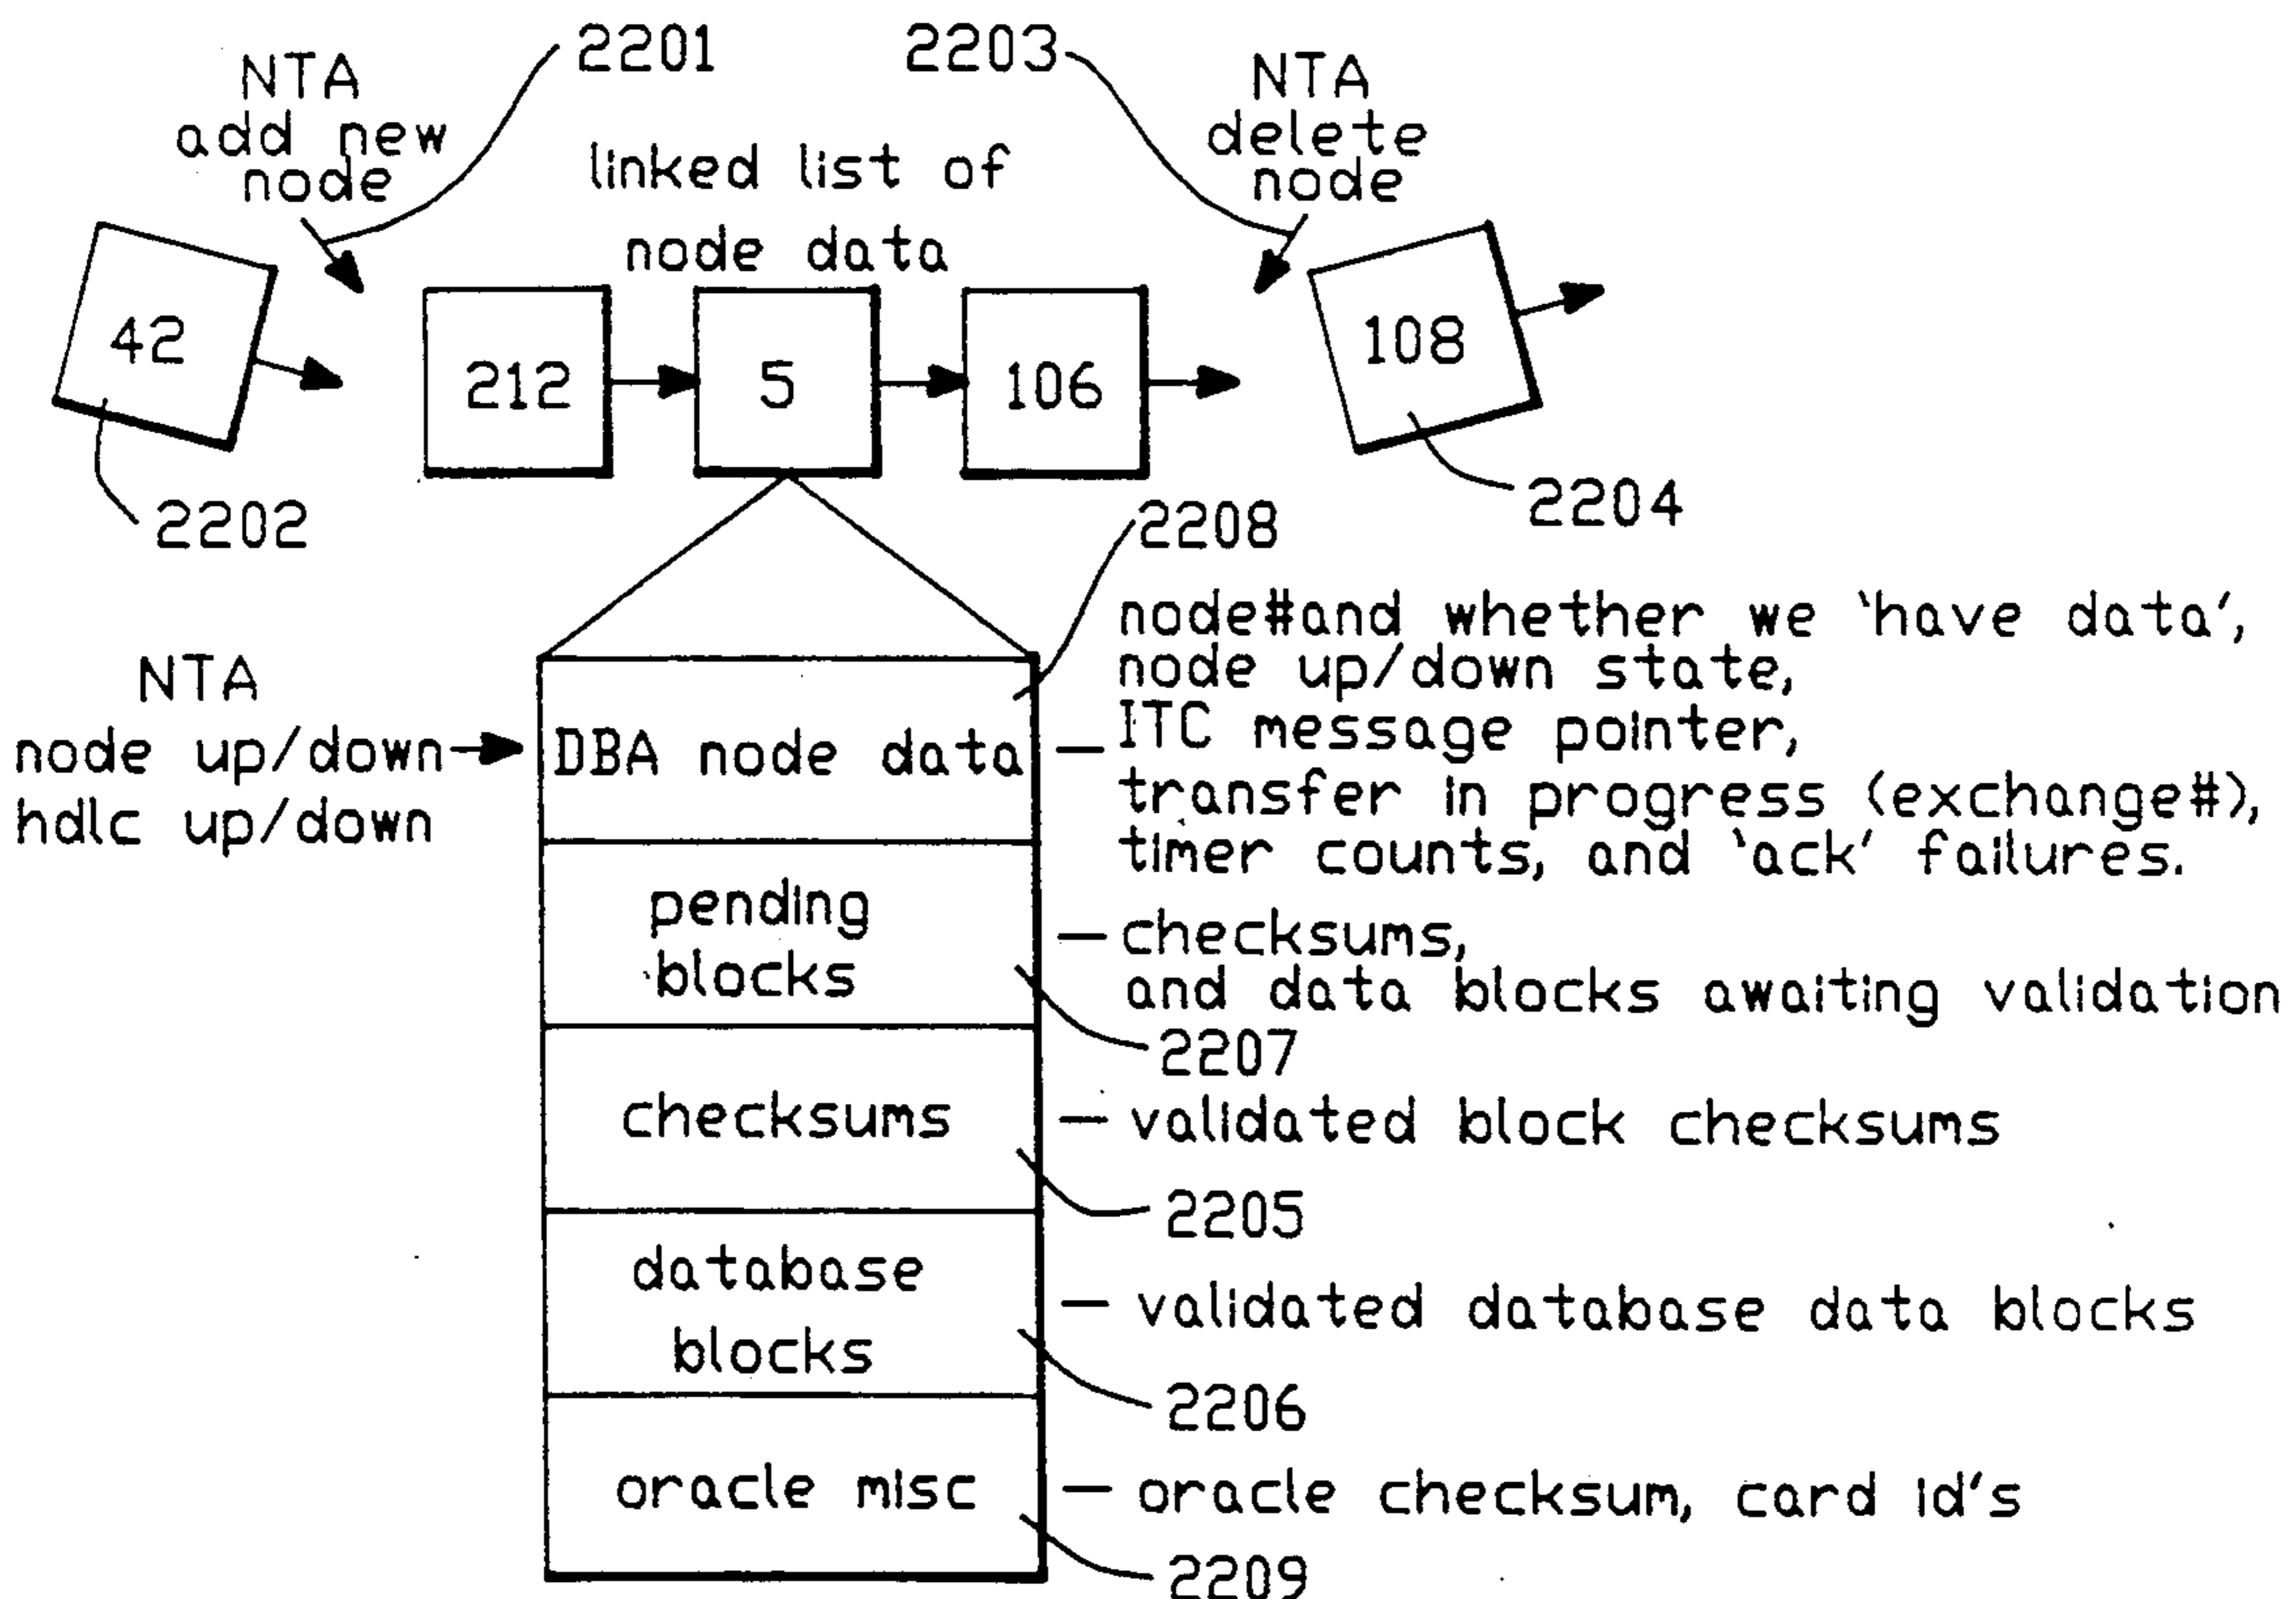 2201
2203
NTA
add new
node
linked list of
node data
NTA
delete
node
42
212
5
106
108
2202
2204
2208
node#and whether we 'have data',
node up/down state,
ITC message pointer,
transfer in progress (exchange#),
timer counts, and 'ack' failures.
NTA
node up/down
hdlc up/down
DBA node data
pending
blocks
checksums,
and data blocks awaiting validation
2207
checksums
validated block checksums
2205
database
blocks
validated database data blocks
2206
oracle misc
oracle checksum, card id's
2209